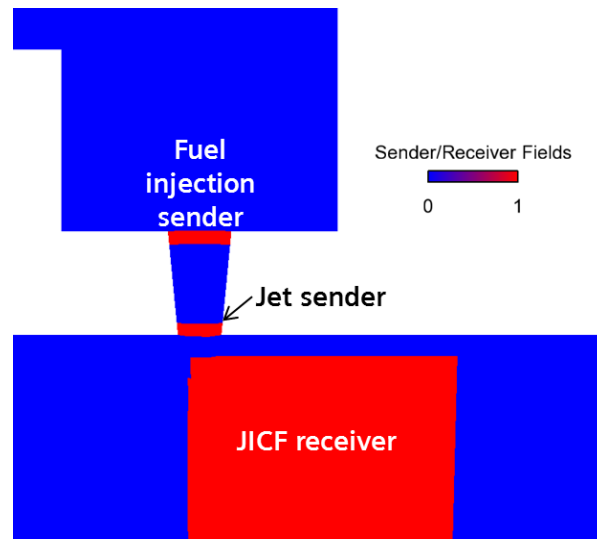 Fuel
injection
sender
Sender/Receiver Fields
0 1
Jet sender
JICF receiver